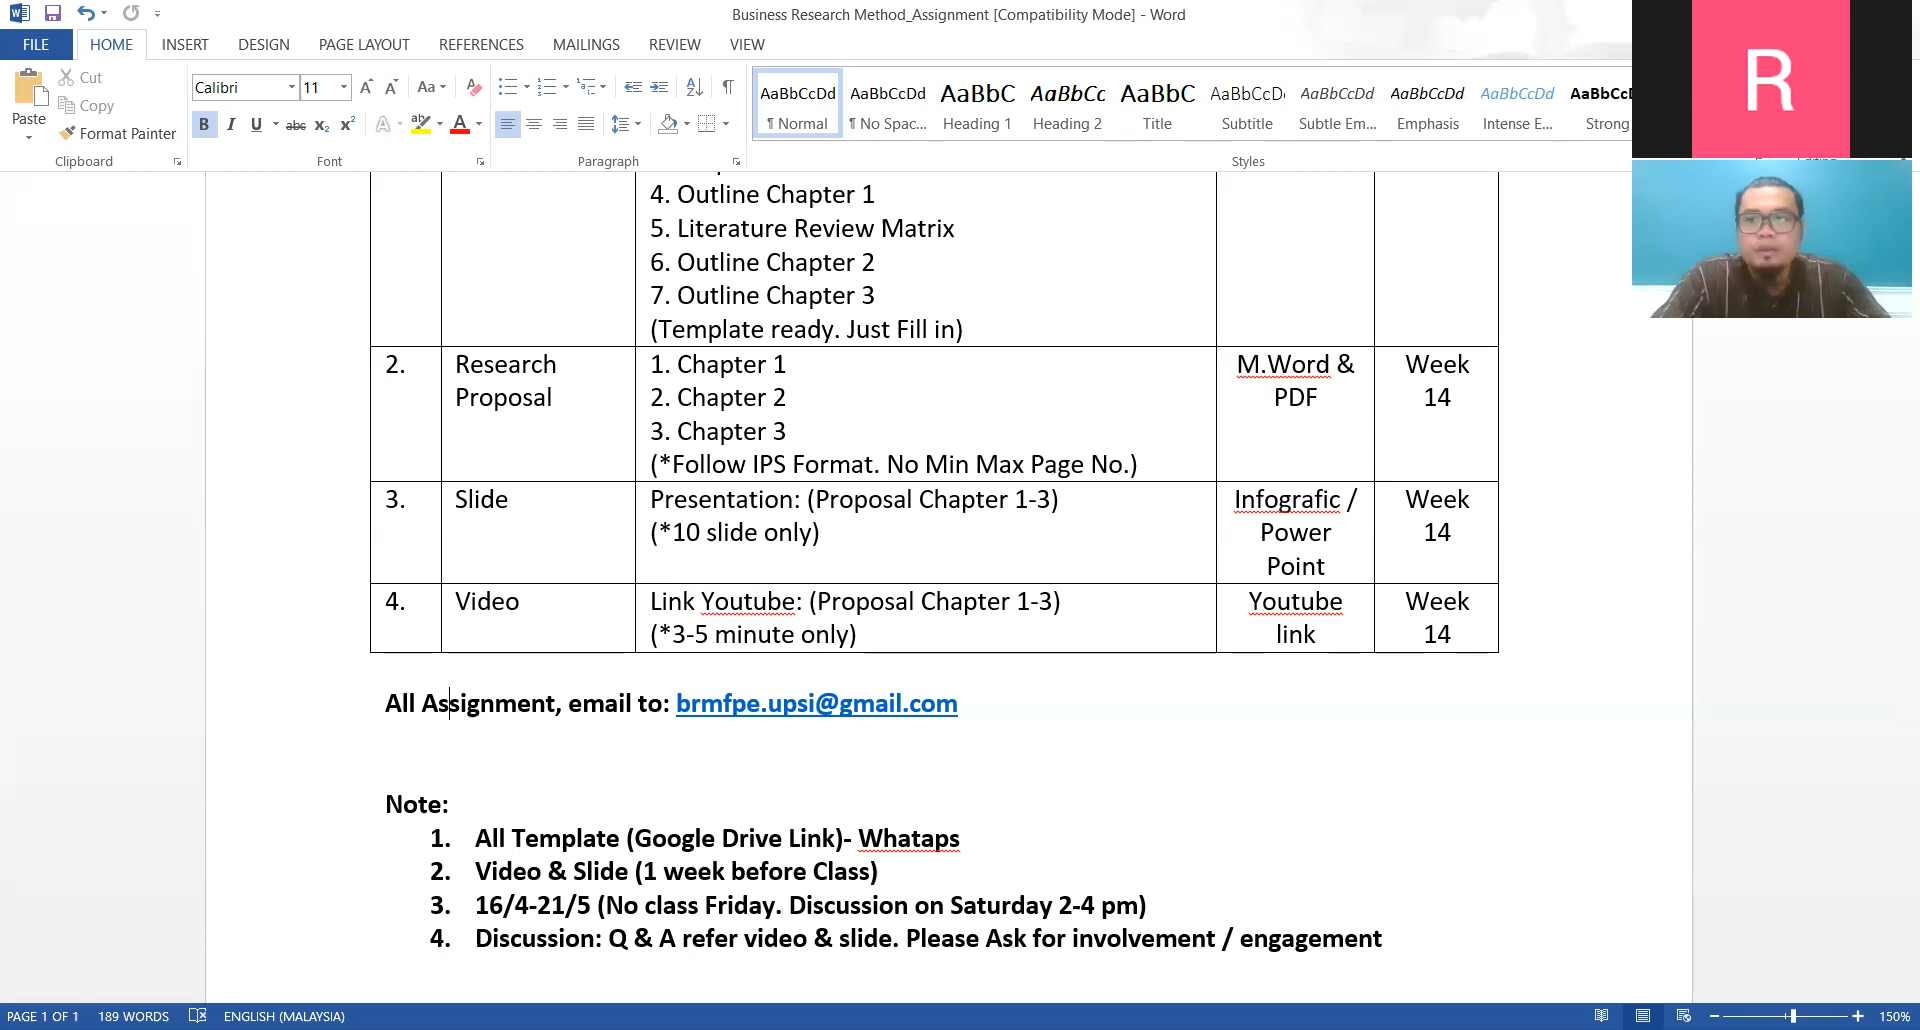 Business Research Method_Assignment [Compatibility Mode] - Word
FILE HOME INSERT DESIGN PAGE LAYOUT REFERENCES MAILINGS REVIEW VIEW
Paste
Cut
Copy
Format Painter
Clipboard
Calibri 11
Font
Paragraph
AaBbCcDd AaBbCcDd AaBbC AaBbCc AaBbC AaBbCcD AaBbCcDd AaBbCcDd AaBbCcDd AaBbCcD
¶ Normal ¶ No Spac... Heading 1 Heading 2 Title Subtitle Subtle Em... Emphasis Intense E... Strong
Styles
R
4. Outline Chapter 1
5. Literature Review Matrix
6. Outline Chapter 2
7. Outline Chapter 3
(Template ready. Just Fill in)
2. Research Proposal
1. Chapter 1
2. Chapter 2
3. Chapter 3
(*Follow IPS Format. No Min Max Page No.)
M.Word & PDF
Week 14
3. Slide
Presentation: (Proposal Chapter 1-3)
(*10 slide only)
Infografic / Power Point
Week 14
4. Video
Link Youtube: (Proposal Chapter 1-3)
(*3-5 minute only)
Youtube link
Week 14
All Assignment, email to: brmfpe.upsi@gmail.com
Note:
1. All Template (Google Drive Link)- Whataps
2. Video & Slide (1 week before Class)
3. 16/4-21/5 (No class Friday. Discussion on Saturday 2-4 pm)
4. Discussion: Q & A refer video & slide. Please Ask for involvement / engagement
PAGE 1 OF 1 189 WORDS ENGLISH (MALAYSIA) 150%